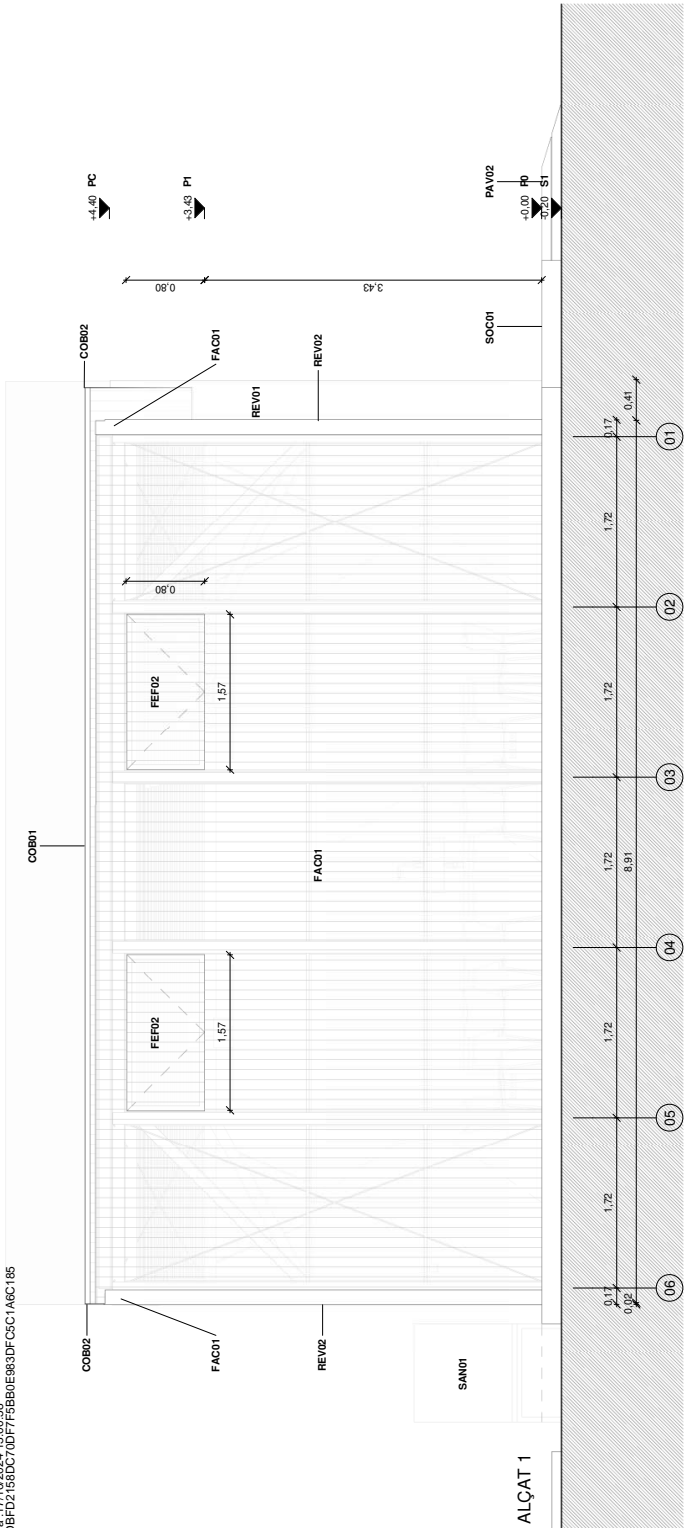 0BFD2158DC70DF7F5BB0E983DFC5C1A6C185
COB01
COB02
COB02
+4,40 PC
+3,43 P1
FAC01
FAC01
0,80
0,80
3,43
FEF02
FEF02
1,57
1,57
REV01
REV02
REV02
FAC01
PAV02
+0,00 P0
-0,20 S1
SOC01
SAN01
ALÇAT 1
0,17
1,72
1,72
1,72
1,72
1,72
0,17
0,02
8,91
0,41
06
05
04
03
02
01